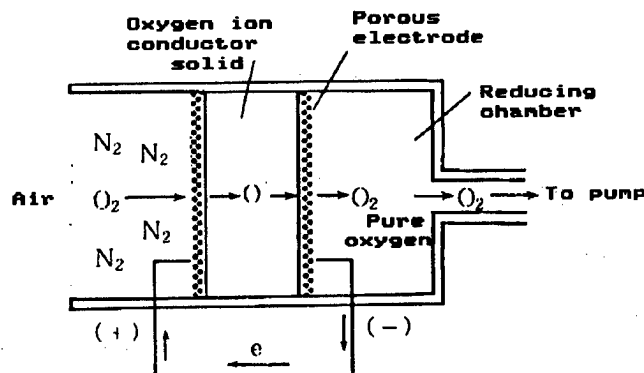 Oxygen ion
conductor
solid
Porous
electrode
Reducing
chamber
N₂
N₂
Air
O₂
O
O₂
O₂
To pump
Pure
oxygen
N₂
N₂
(+)
(-)
e